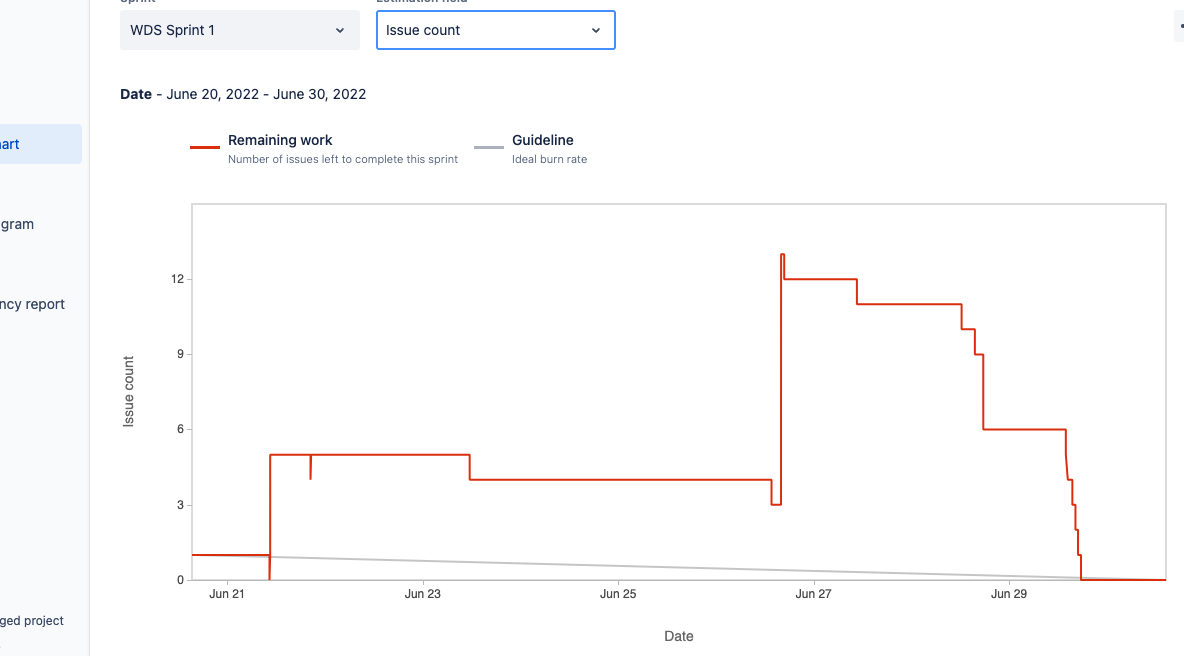 WDS Sprint 1
Issue count
Date - June 20, 2022 - June 30, 2022
art
Remaining work
Number of issues left to complete this sprint
Guideline
Ideal burn rate
gram
ncy report
12
9
6
3
0
Issue count
Jun 21
Jun 23
Jun 25
Jun 27
Jun 29
Date
ged project